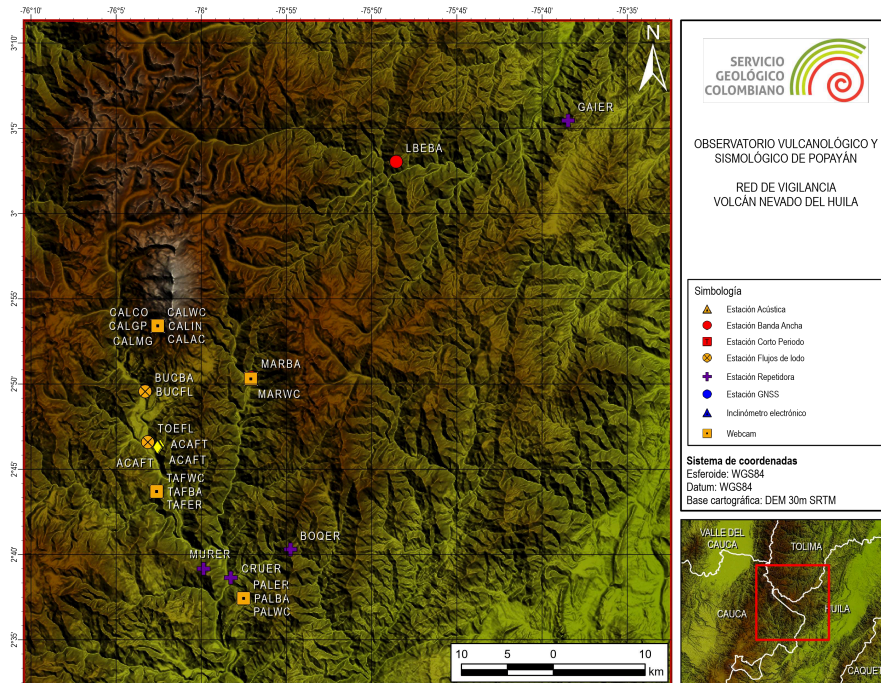 -76°10'
-76°5'
-76°
-75°55'
-75°50'
-75°45'
-75°40'
-75°35'
3°10'
3°5'
3°
2°55'
2°50'
2°45'
2°40'
2°35'
N
GAIER
LBEBA
CALCO CALWC
CALGP CALIN
CALMG CALAC
MARBA
MARWC
BUCBA
BUCFL
TOEFL
ACAFT
ACAFT ACAFT
TAFWC
TAFBA
TAFER
BOQER
MURER
CRUER
PALER
PALBA
PALWC
10 5 0 10
km
SERVICIO
GEOLÓGICO
COLOMBIANO
OBSERVATORIO VULCANOLÓGICO Y
SISMOLÓGICO DE POPAYÁN
RED DE VIGILANCIA
VOLCÁN NEVADO DEL HUILA
Simbología
Estación Acústica
Estación Banda Ancha
Estación Corto Periodo
Estación Flujos de lodo
Estación Repetidora
Estación GNSS
Inclinómetro electrónico
Webcam
Sistema de coordenadas
Esferoide: WGS84
Datum: WGS84
Base cartográfica: DEM 30m SRTM
VALLE DEL
CAUCA
TOLIMA
CAUCA
HUILA
CAQUET